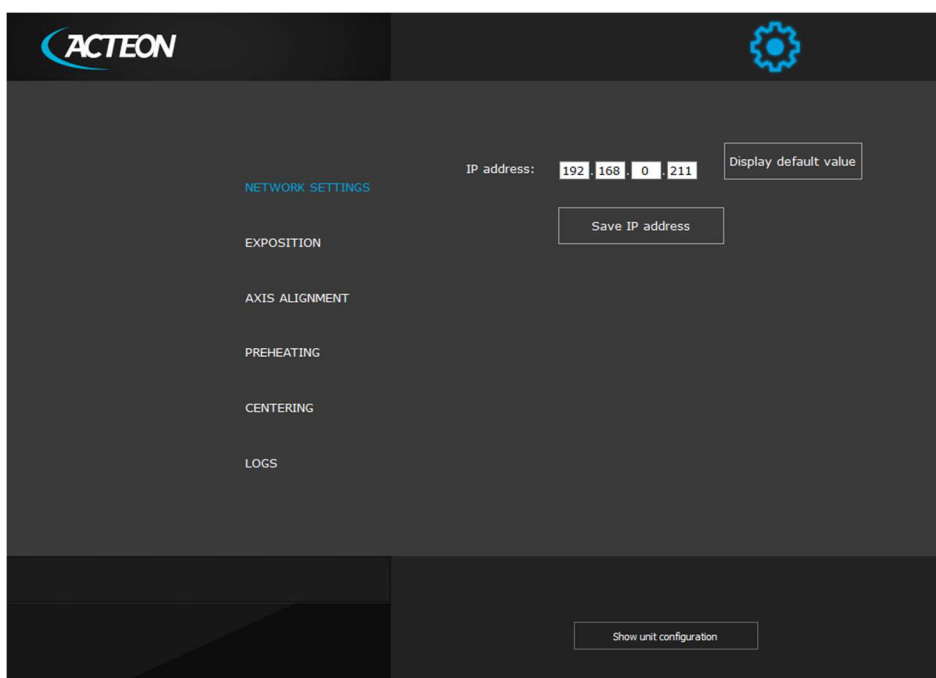 ACTEON
IP address: 192 . 168 . 0 . 211
Display default value
NETWORK SETTINGS
Save IP address
EXPOSITION
AXIS ALIGNMENT
PREHEATING
CENTERING
LOGS
Show unit configuration